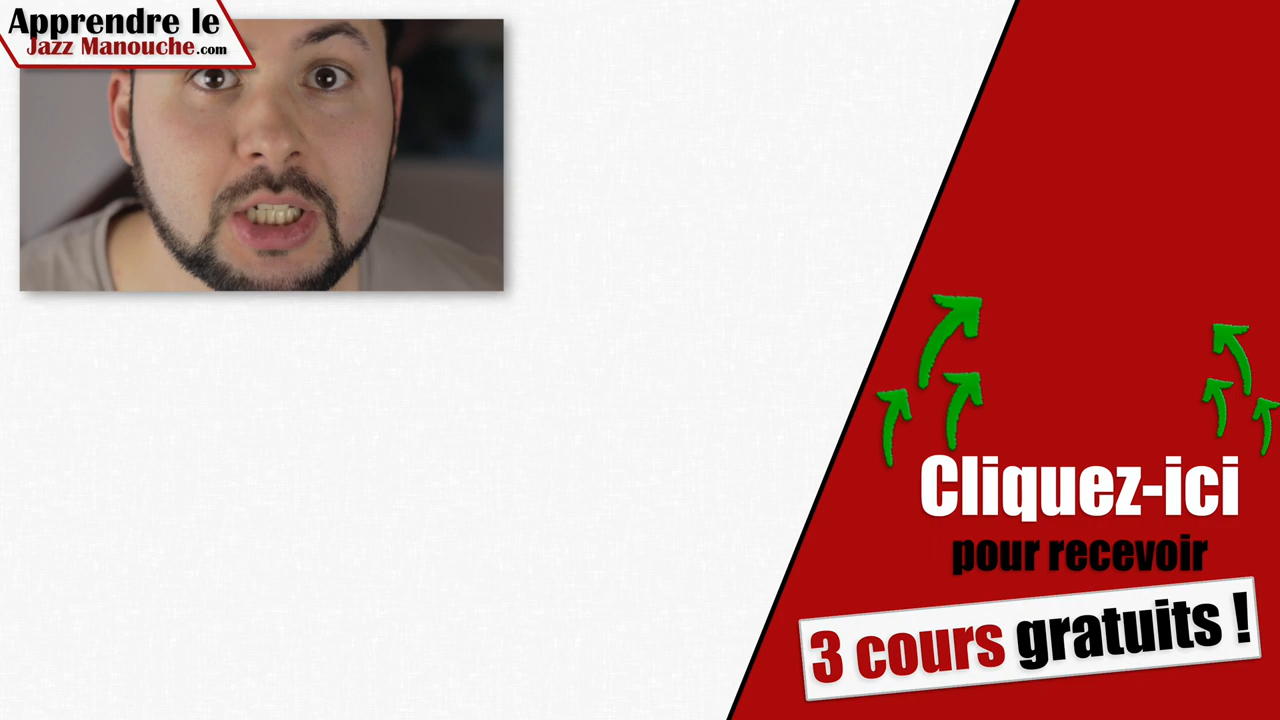 Apprendre le
Jazz Manouche.com
Cliquez-ici
pour recevoir
3 cours gratuits !